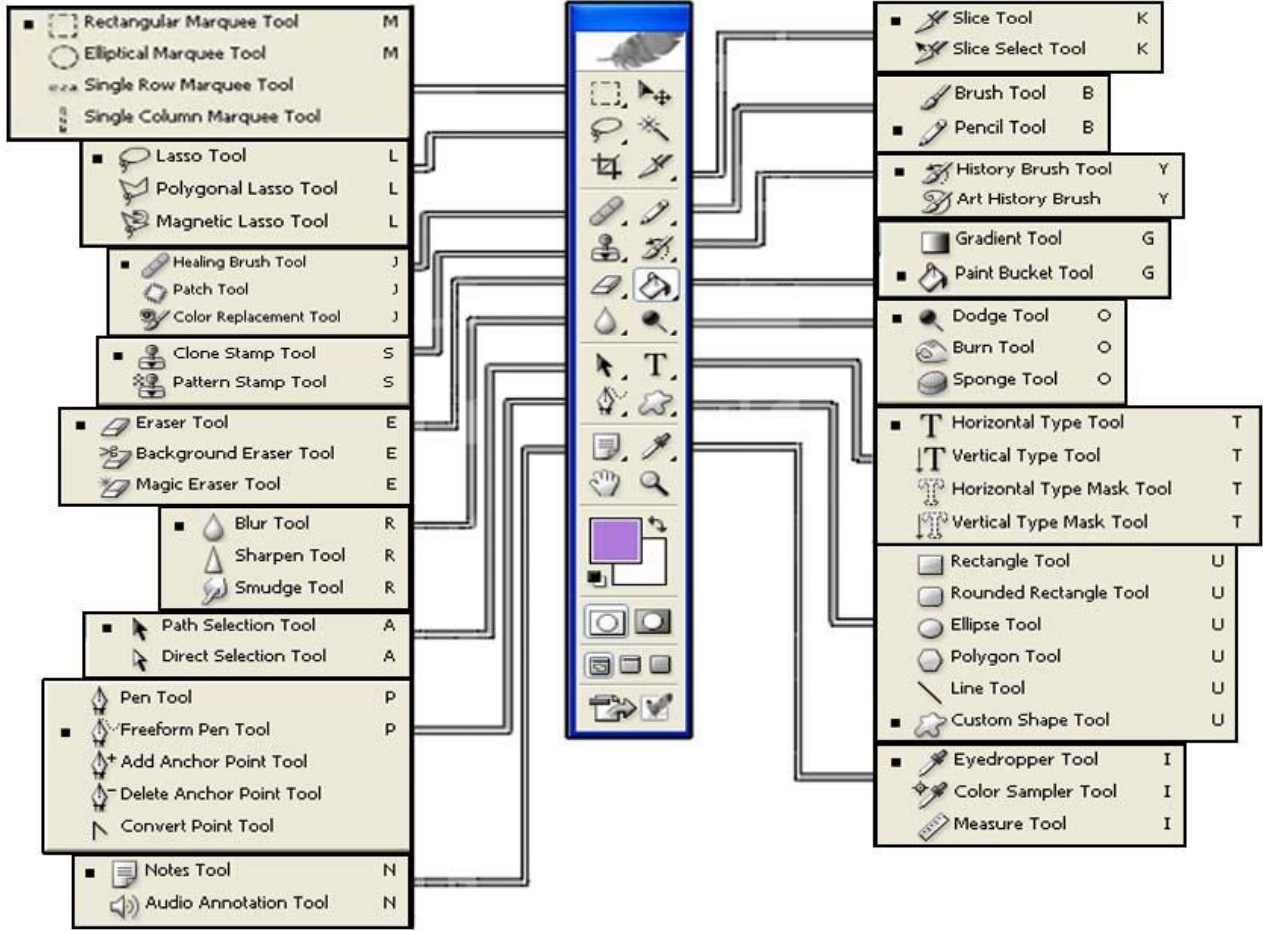 Rectangular Marquee Tool M
Elliptical Marquee Tool M
Single Row Marquee Tool
Single Column Marquee Tool
Lasso Tool L
Polygonal Lasso Tool L
Magnetic Lasso Tool L
Healing Brush Tool J
Patch Tool J
Color Replacement Tool J
Clone Stamp Tool S
Pattern Stamp Tool S
Eraser Tool E
Background Eraser Tool E
Magic Eraser Tool E
Blur Tool R
Sharpen Tool R
Smudge Tool R
Path Selection Tool A
Direct Selection Tool A
Pen Tool P
Freeform Pen Tool P
Add Anchor Point Tool
Delete Anchor Point Tool
Convert Point Tool
Notes Tool N
Audio Annotation Tool N
Slice Tool K
Slice Select Tool K
Brush Tool B
Pencil Tool B
History Brush Tool Y
Art History Brush Y
Gradient Tool G
Paint Bucket Tool G
Dodge Tool O
Burn Tool O
Sponge Tool O
Horizontal Type Tool T
Vertical Type Tool T
Horizontal Type Mask Tool T
Vertical Type Mask Tool T
Rectangle Tool U
Rounded Rectangle Tool U
Ellipse Tool U
Polygon Tool U
Line Tool U
Custom Shape Tool U
Eyedropper Tool I
Color Sampler Tool I
Measure Tool I